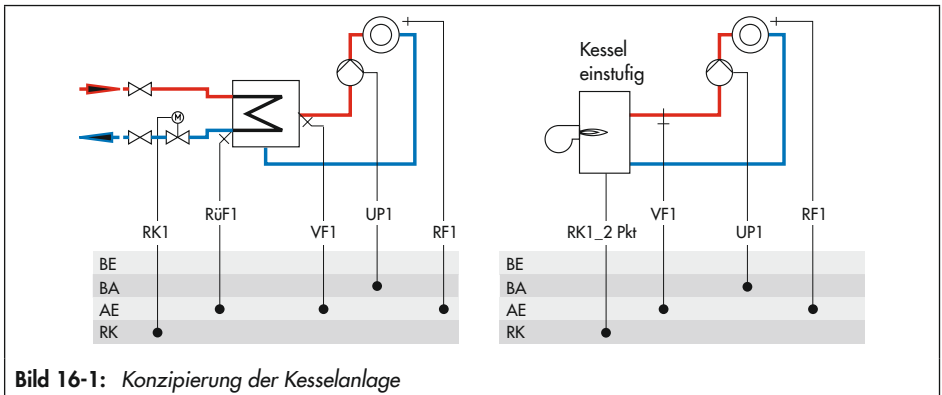 Kessel
einstufig
M
RK1
RüF1
VF1
UP1
RF1
BE
BA
AE
RK
RK1_2 Pkt
VF1
UP1
RF1
BE
BA
AE
RK
Bild 16-1: Konzipierung der Kesselanlage